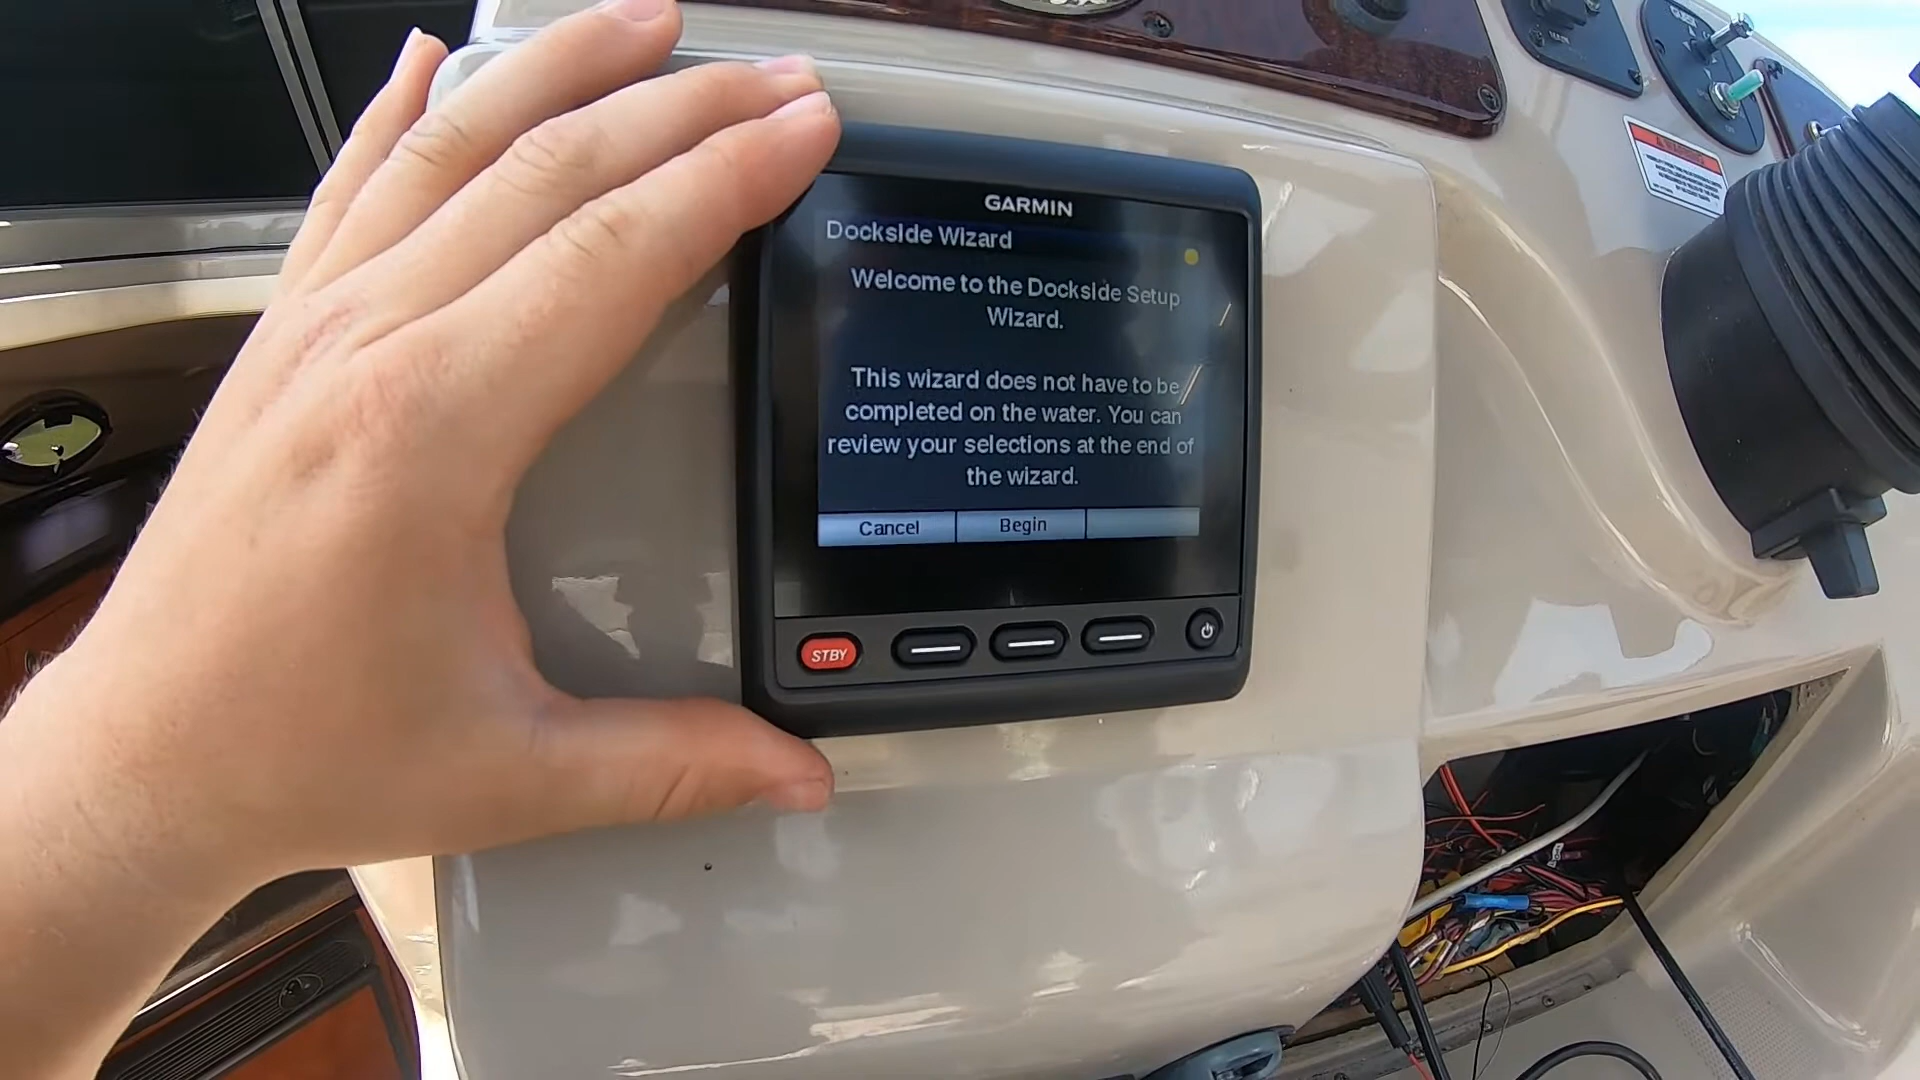 GARMIN
Dockside Wizard
Welcome to the Dockside Setup
Wizard.
This wizard does not have to be
completed on the water. You can
review your selections at the end of
the wizard.
Cancel Begin
STBY
WARNING